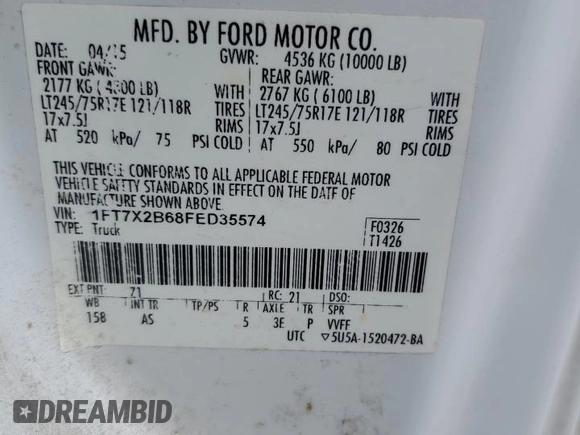 MFD. BY FORD MOTOR CO.
DATE: 04/15 GVWR: 4536 KG (10000 LB)
FRONT GAWR: REAR GAWR:
2177 KG ( 4800 LB) WITH 2767 KG ( 6100 LB) WITH
LT245/75R17E 121/118R TIRES LT245/75R17E 121/118R TIRES
17x7.5J RIMS 17x7.5J RIMS
AT 520 kPa/ 75 PSI COLD AT 550 kPa/ 80 PSI COLD
THIS VEHICLE CONFORMS TO ALL APPLICABLE FEDERAL MOTOR
VEHICLE SAFETY STANDARDS IN EFFECT ON THE DATE OF
MANUFACTURE SHOWN ABOVE
VIN: 1FT7X2B68FED35574 F0326
TYPE: Truck T1426
EXT PNT: Z1 RC: 21 DSO:
WB INT TR TP/PS R AXLE TR SPR
158 AS 5 3E P VVFF
UTC ▽5U5A-1520472-BA
DREAMBID